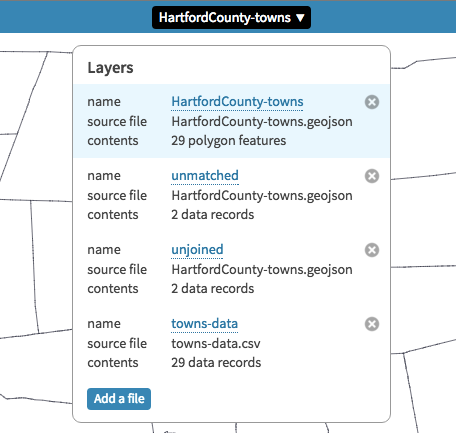 HartfordCounty-towns ▼
Layers
name HartfordCounty-towns
source file HartfordCounty-towns.geojson
contents 29 polygon features
name unmatched
source file HartfordCounty-towns.geojson
contents 2 data records
name unjoined
source file HartfordCounty-towns.geojson
contents 2 data records
name towns-data
source file towns-data.csv
contents 29 data records
Add a file